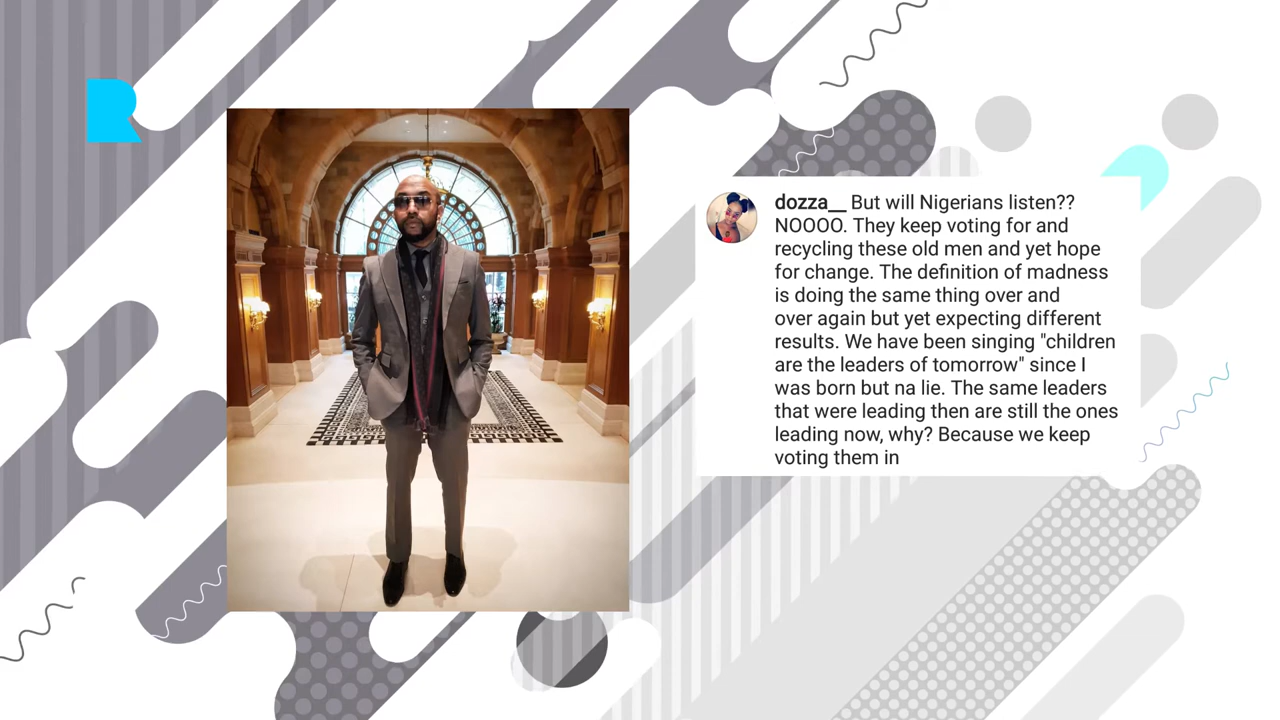 R
dozza__ But will Nigerians listen??
NOOOO. They keep voting for and
recycling these old men and yet hope
for change. The definition of madness
is doing the same thing over and
over again but yet expecting different
results. We have been singing "children
are the leaders of tomorrow" since I
was born but na lie. The same leaders
that were leading then are still the ones
leading now, why? Because we keep
voting them in